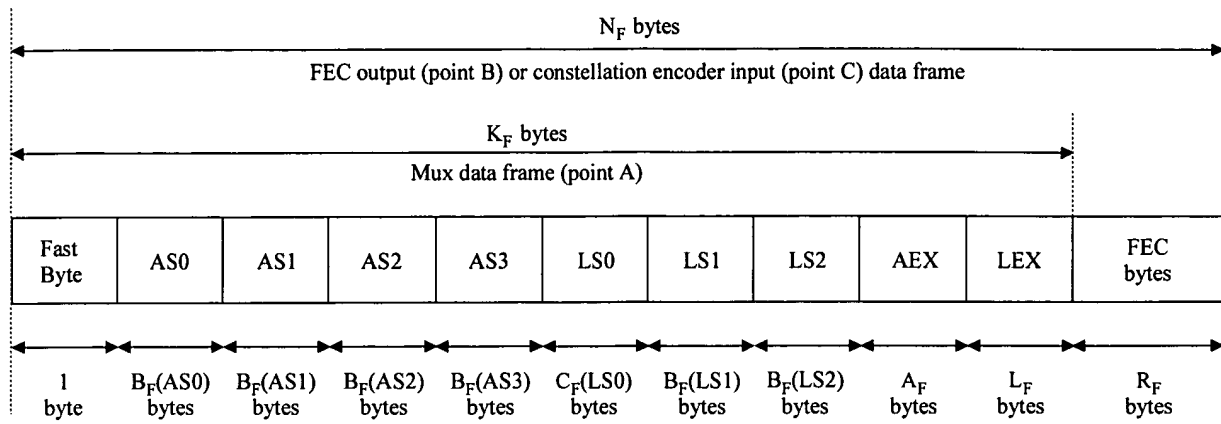 N_F bytes
FEC output (point B) or constellation encoder input (point C) data frame
K_F bytes
Mux data frame (point A)
Fast Byte AS0 AS1 AS2 AS3 LS0 LS1 LS2 AEX LEX FEC bytes
1 B_F(AS0) B_F(AS1) B_F(AS2) B_F(AS3) C_F(LS0) B_F(LS1) B_F(LS2) A_F L_F R_F
byte bytes bytes bytes bytes bytes bytes bytes bytes bytes bytes